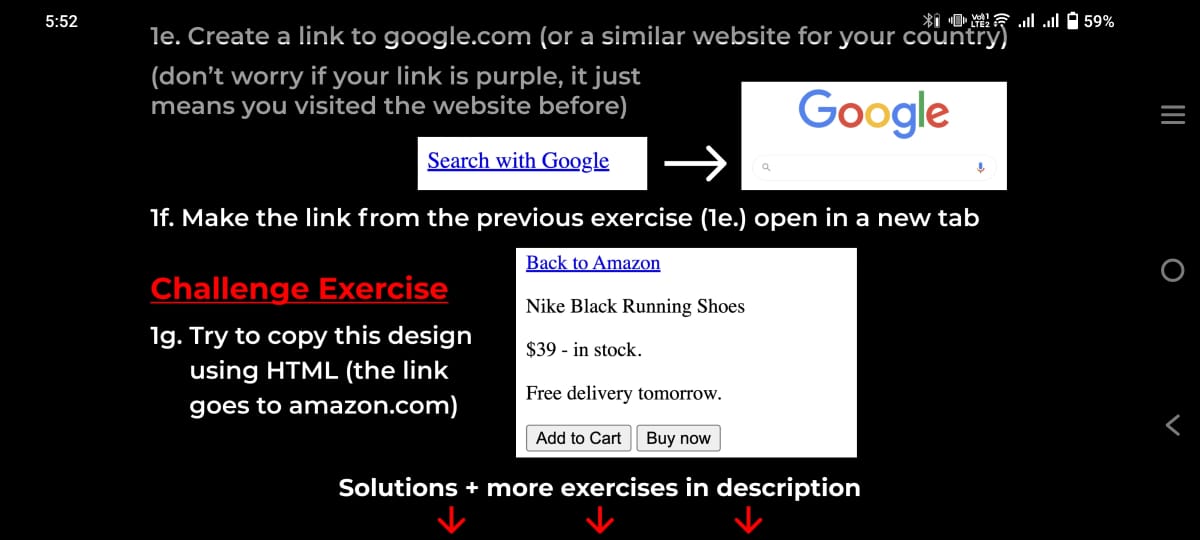 5:52
Vo)) 1
LTE2
59%
1e. Create a link to google.com (or a similar website for your country)
(don’t worry if your link is purple, it just
means you visited the website before)
Google
Search with Google
1f. Make the link from the previous exercise (1e.) open in a new tab
Challenge Exercise
1g. Try to copy this design
using HTML (the link
goes to amazon.com)
Back to Amazon
Nike Black Running Shoes
$39 - in stock.
Free delivery tomorrow.
Add to Cart Buy now
Solutions + more exercises in description